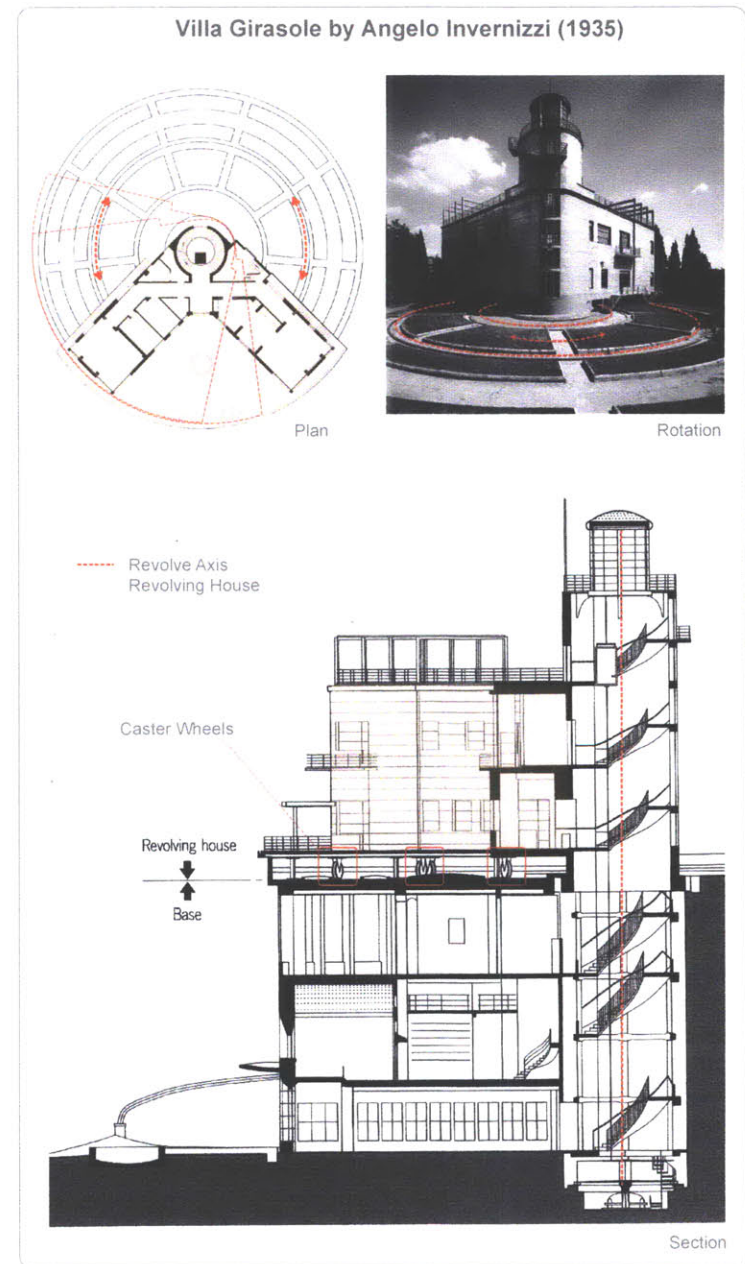 Villa Girasole by Angelo Invernizzi (1935)
Plan
Rotation
Revolve Axis
Revolving House
Caster Wheels
Revolving house
Base
Section